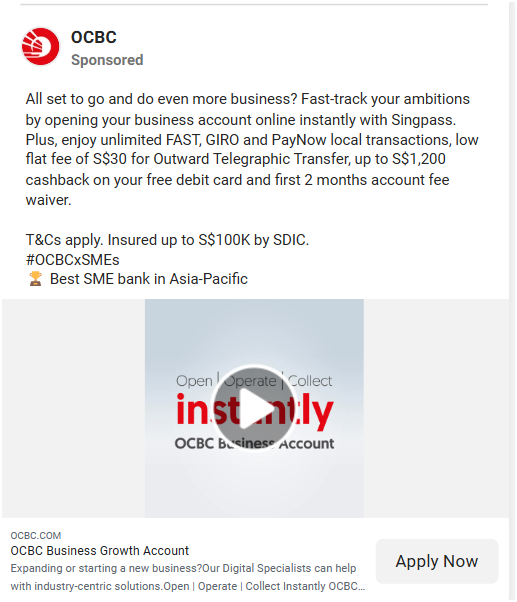 OCBC
Sponsored
All set to go and do even more business? Fast-track your ambitions
by opening your business account online instantly with Singpass.
Plus, enjoy unlimited FAST, GIRO and PayNow local transactions, low
flat fee of S$30 for Outward Telegraphic Transfer, up to S$1,200
cashback on your free debit card and first 2 months account fee
waiver.
T&Cs apply. Insured up to S$100K by SDIC.
#OCBCxSMEs
🏆 Best SME bank in Asia-Pacific
Open | Operate | Collect
instantly
OCBC Business Account
OCBC.COM
OCBC Business Growth Account
Expanding or starting a new business?Our Digital Specialists can help
with industry-centric solutions.Open | Operate | Collect Instantly OCBC...
Apply Now